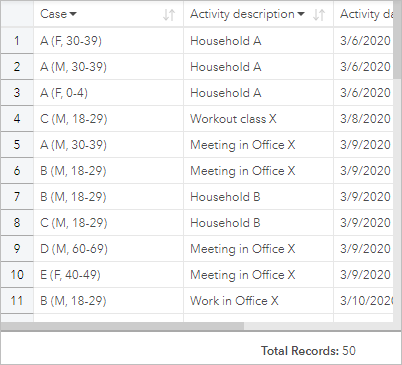 Case Activity description Activity da
1 A (F, 30-39) Household A 3/6/2020
2 A (M, 30-39) Household A 3/6/2020
3 A (F, 0-4) Household A 3/6/2020
4 C (M, 18-29) Workout class X 3/8/2020
5 A (M, 30-39) Meeting in Office X 3/9/2020
6 B (M, 18-29) Meeting in Office X 3/9/2020
7 B (M, 18-29) Household B 3/9/2020
8 C (M, 18-29) Household B 3/9/2020
9 D (M, 60-69) Meeting in Office X 3/9/2020
10 E (F, 40-49) Meeting in Office X 3/9/2020
11 B (M, 18-29) Work in Office X 3/10/2020
Total Records: 50